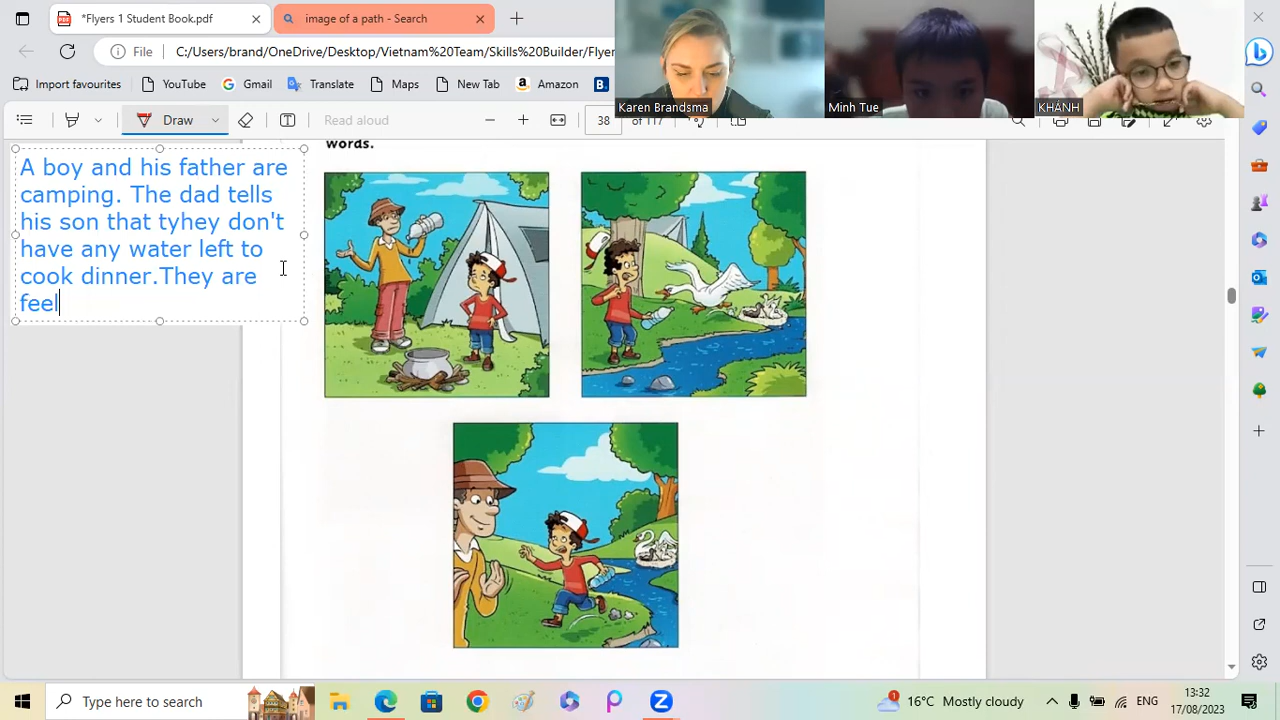 *Flyers 1 Student Book.pdf
image of a path - Search
File
C:/Users/brand/OneDrive/Desktop/Vietnam%20Team/Skills%20Builder/Flyer
Import favourites
YouTube
Gmail
Translate
Maps
New Tab
Amazon
B.
Karen Brandsma
Minh Tue
KHÁNH
Draw
Read aloud
38
of 117
words.
A boy and his father are
camping. The dad tells
his son that tyhey don't
have any water left to
cook dinner.They are
feel
Type here to search
1
16°C Mostly cloudy
ENG
13:32
17/08/2023